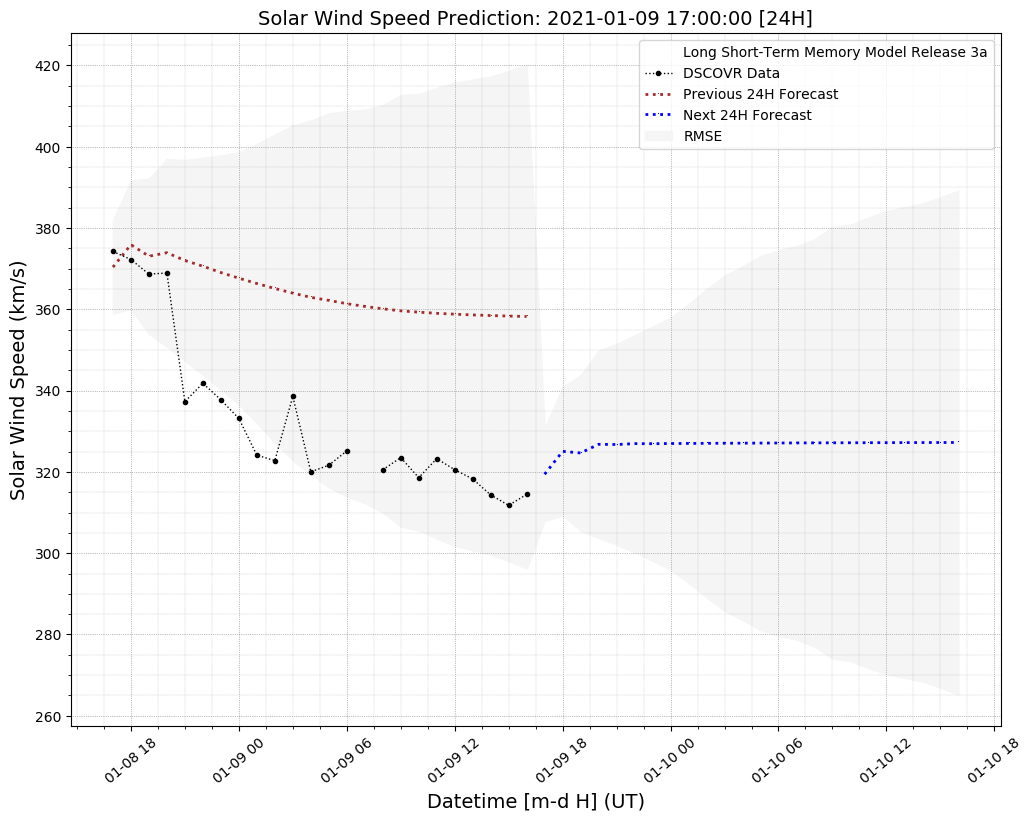 Solar Wind Speed Prediction: 2021-01-09 17:00:00 [24H]
Long Short-Term Memory Model Release 3a
DSCOVR Data
Previous 24H Forecast
Next 24H Forecast
RMSE
Solar Wind Speed (km/s)
420
400
380
360
340
320
300
280
260
01-08 18
01-09 00
01-09 06
01-09 12
01-09 18
01-10 00
01-10 06
01-10 12
01-10 18
Datetime [m-d H] (UT)